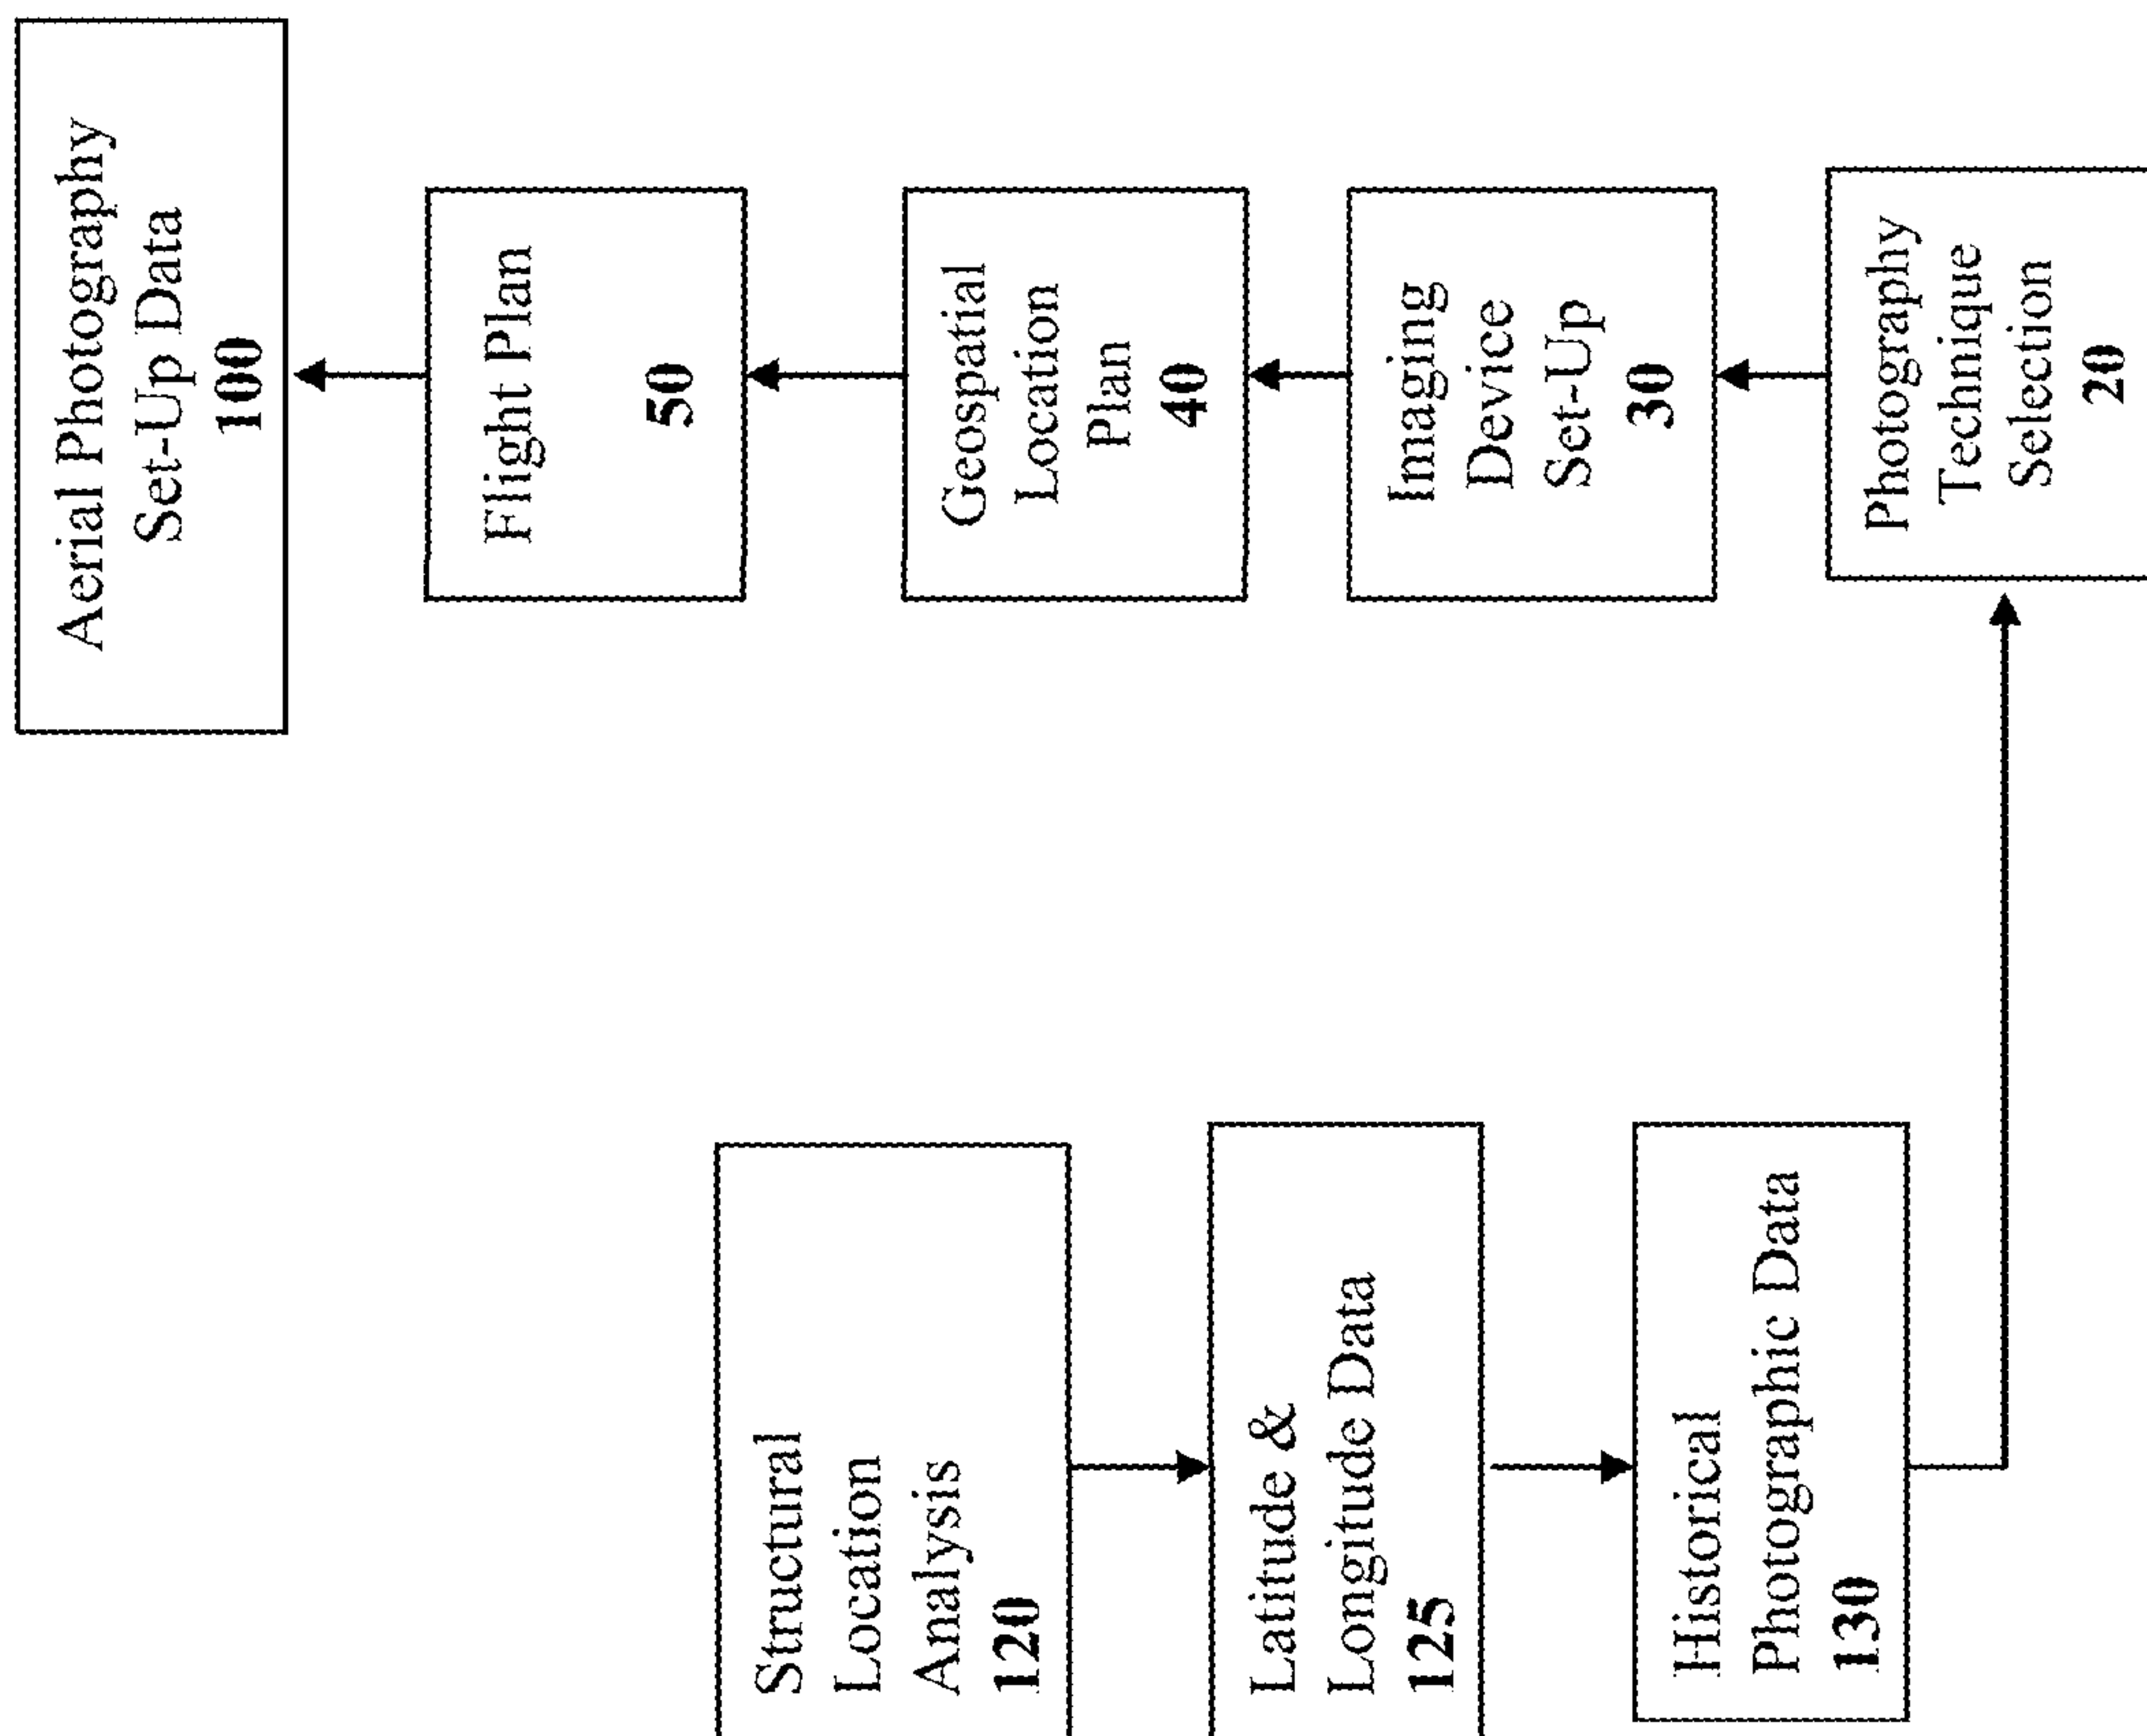 Aerial Photography
Set-Up Data
100
Flight Plan
50
Geospatial
Location
Plan
40
Imaging
Device
Set-Up
30
Photography
Technique
Selection
20
Structural
Location
Analysis
120
Latitude &
Longitude Data
125
Historical
Photographic Data
130